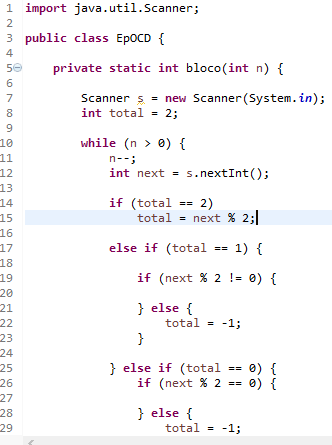 1 import java.util.Scanner;
2
3 public class EpOCD {
4
5 private static int bloco(int n) {
6
7 Scanner s = new Scanner(System.in);
8 int total = 2;
9
10 while (n > 0) {
11 n--;
12 int next = s.nextInt();
13
14 if (total == 2)
15 total = next % 2;
16
17 else if (total == 1) {
18
19 if (next % 2 != 0) {
20
21 } else {
22 total = -1;
23 }
24
25 } else if (total == 0) {
26 if (next % 2 == 0) {
27
28 } else {
29 total = -1;